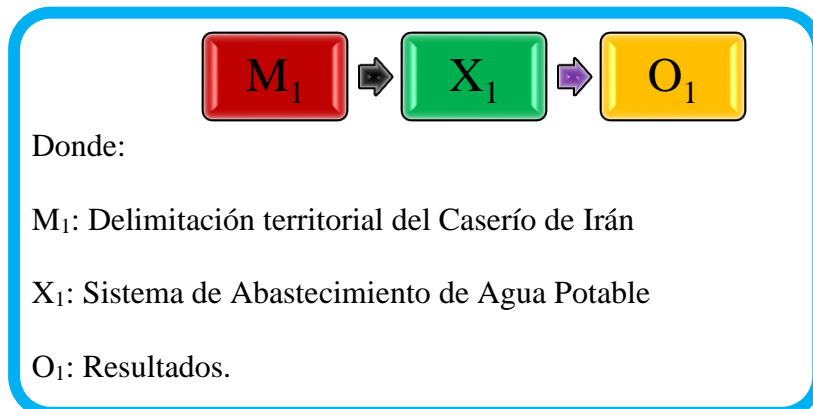 M₁ X₁ O₁
Donde:
M₁: Delimitación territorial del Caserío de Irán
X₁: Sistema de Abastecimiento de Agua Potable
O₁: Resultados.